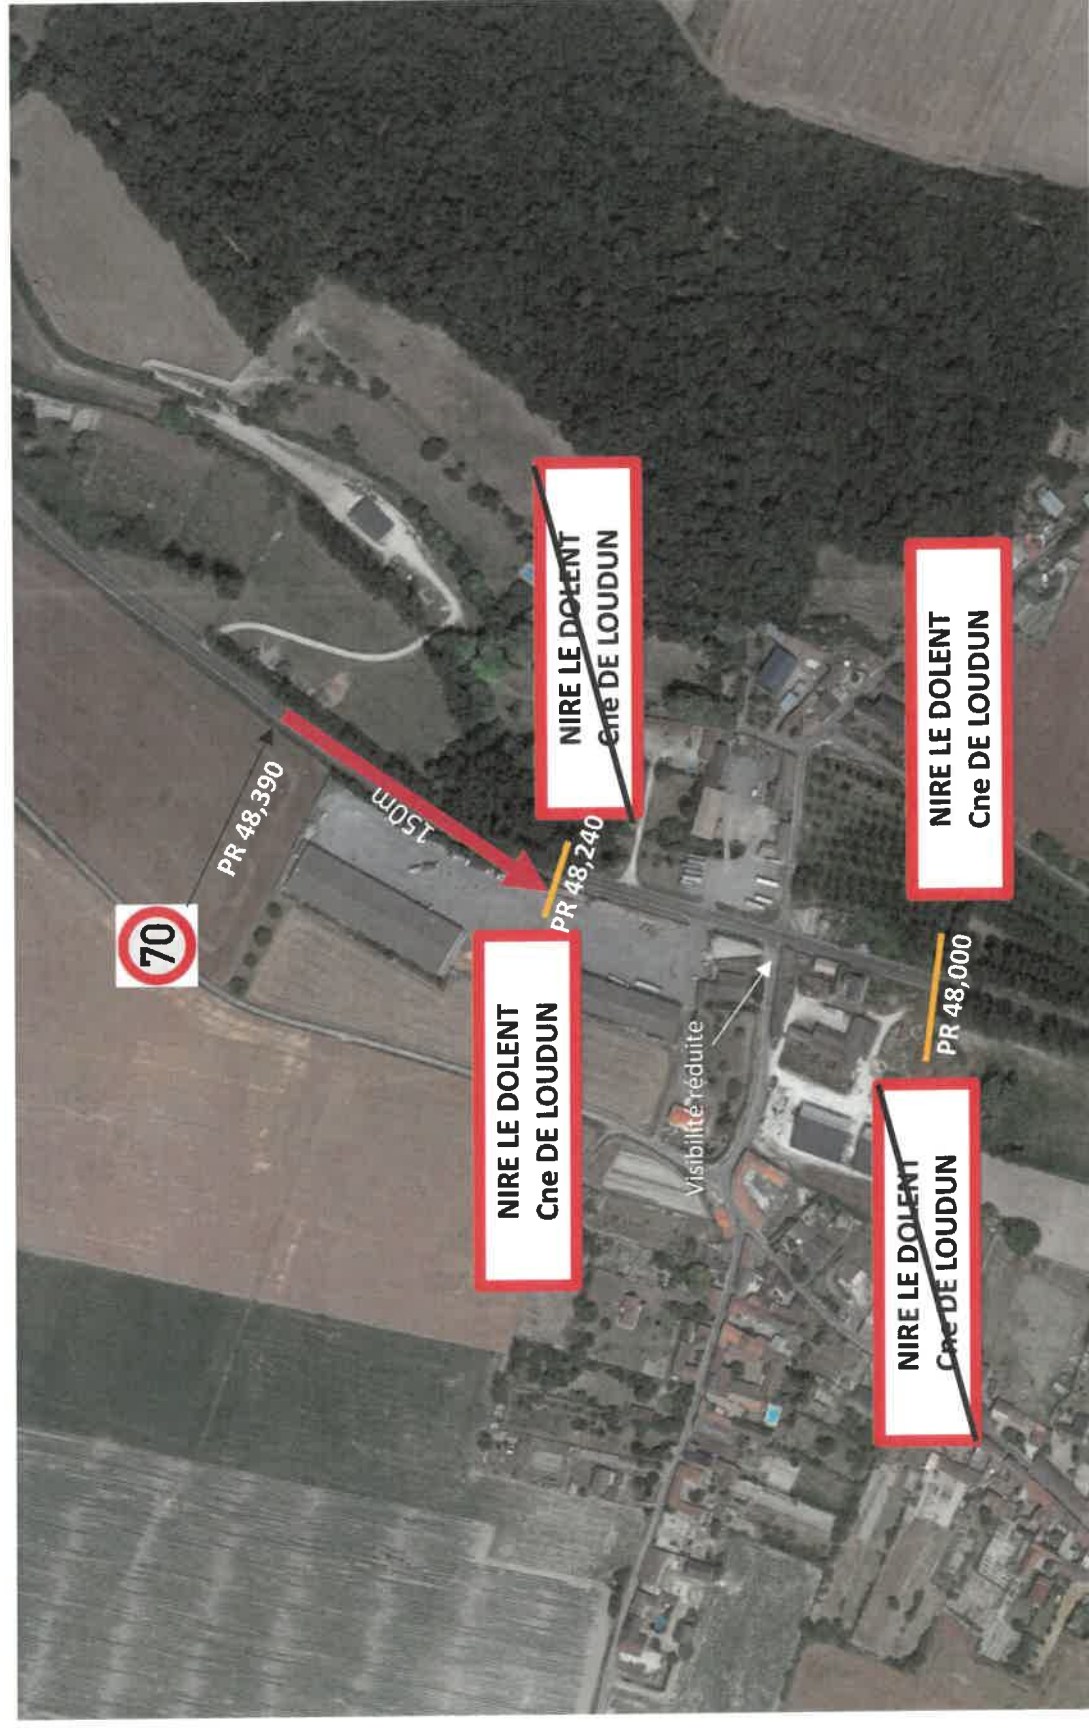 70
PR 48,390
150m
NIRE LE DOLENT
Cne DE LOUDUN
PR 48,240
NIRE LE DOLENT
Cne DE LOUDUN
Visibilité réduite
NIRE LE DOLENT
Cne DE LOUDUN
PR 48,000
NIRE LE DOLENT
Cne DE LOUDUN